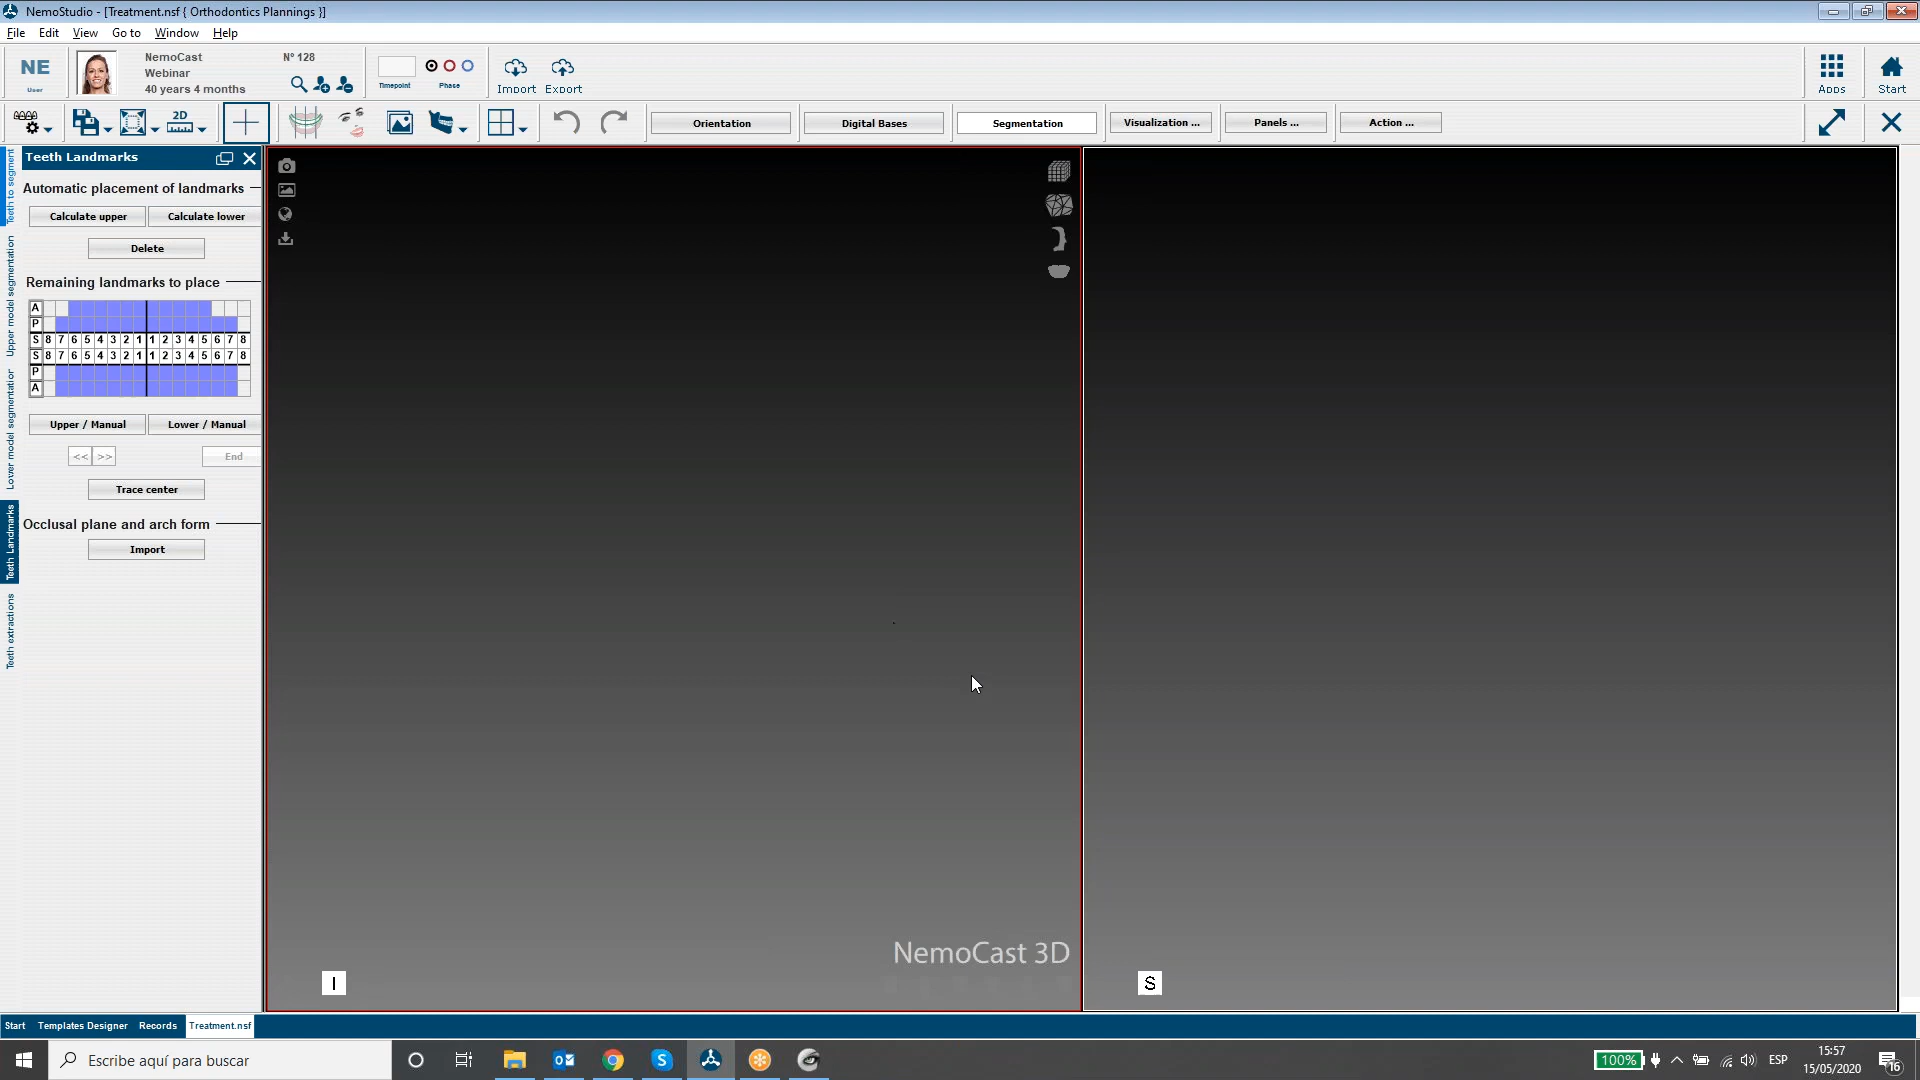 NemoStudio - [Treatment.nsf { Orthodontics Plannings }]
File Edit View Go to Window Help
NE
User
NemoCast
Webinar
40 years 4 months
Nº 128
Timepoint
Phase
Import
Export
Apps
Start
2D
Orientation
Digital Bases
Segmentation
Visualization ...
Panels ...
Action ...
Teeth to segment
Upper model segmentation
Lower model segmentation
Teeth Landmarks
Teeth extractions
Teeth Landmarks
Automatic placement of landmarks
Calculate upper
Calculate lower
Delete
Remaining landmarks to place
A
P
S 8 7 6 5 4 3 2 1 1 2 3 4 5 6 7 8
S 8 7 6 5 4 3 2 1 1 2 3 4 5 6 7 8
P
A
Upper / Manual
Lower / Manual
<< >>
End
Trace center
Occlusal plane and arch form
Import
NemoCast 3D
I
S
Start Templates Designer Records Treatment.nsf
Escribe aquí para buscar
100%
ESP
15:57
15/05/2020
16